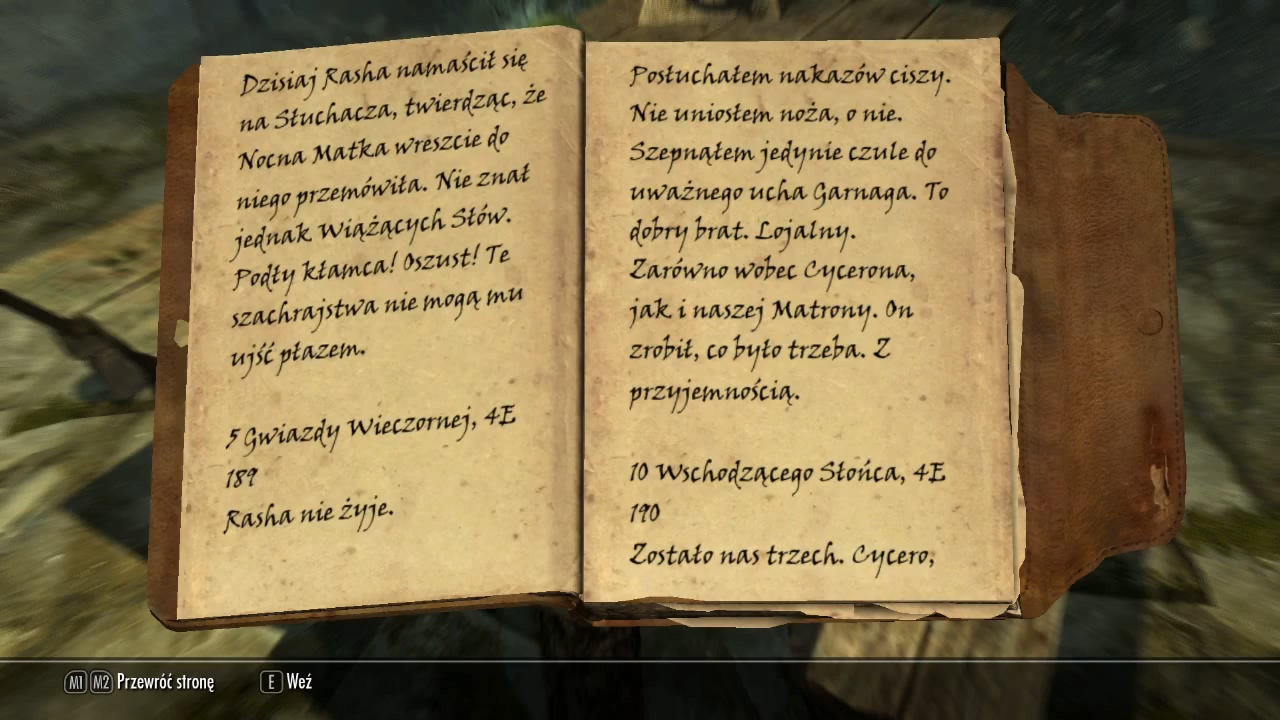 Dzisiaj Rasha namaścił się
na Słuchacza, twierdząc, że
Nocna Matka wreszcie do
niego przemówiła. Nie znał
jednak Wiążących Słów.
Podły kłamca! Oszust! Te
szachrajstwa nie mogą mu
ujść płazem.
5 Gwiazdy Wieczornej, 4E
189
Rasha nie żyje.
Posłuchałem nakazów ciszy.
Nie uniosłem noża, o nie.
Szepnąłem jedynie czule do
uważnego ucha Garnaga. To
dobry brat. Lojalny.
Zarówno wobec Cycerona,
jak i naszej Matrony. On
zrobił, co było trzeba. Z
przyjemnością.
10 Wschodzącego Słońca, 4E
190
Zostało nas trzech. Cycero,
M1 M2 Przewróć stronę E Weź